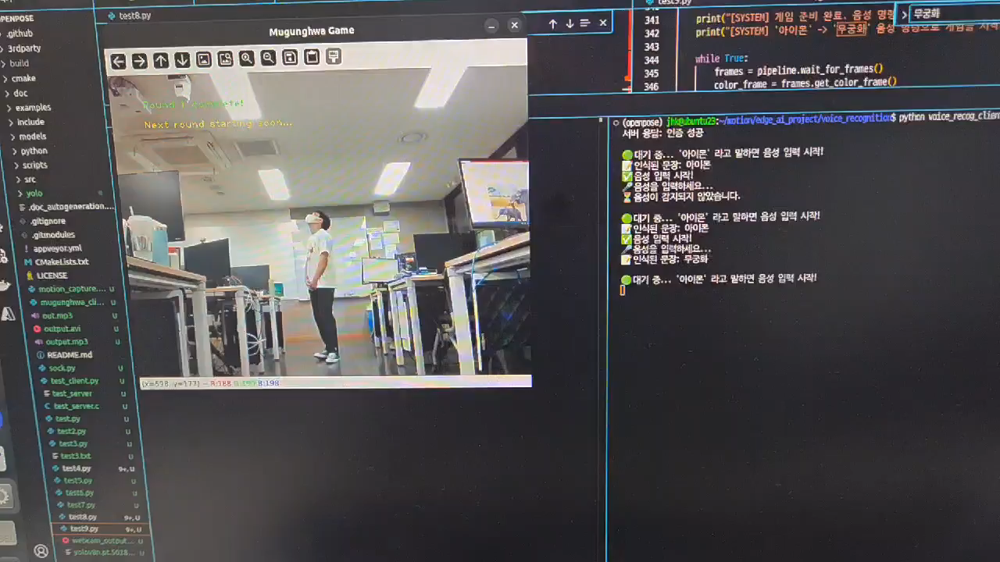 OPENPOSE
.github
3rdparty
build
cmake
doc
examples
include
models
python
scripts
src
yolo
.doc_autogeneration....
.gitignore
.gitmodules
! appveyor.yml
M CMakeLists.txt
LICENSE
motion_capture.... U
mugunghwa_cli... U
out.mp3 U
output.avi U
output.mp3 U
README.md
sock.py U
test_client.py U
test_server U
C test_server.c U
test.py U
test2.py U
test3.py U
test3.txt U
test4.py 9+, U
test5.py U
test6.py U
test7.py U
test8.py 9+, U
test9.py 9+, U
webcam_output... U
test8.py
Mugunghwa Game
Round 1 complete!
Next round starting soon...
test9.py
무궁화
341 print("[SYSTEM] 게임 준비 완료. 음성 명령
342 print("[SYSTEM] '아이몬' -> '무궁화' 음성 명령으로 게임을 시작
343
344 while True:
345 frames = pipeline.wait_for_frames()
346 color_frame = frames.get_color_frame()
(openpose) jhk@ubuntu23:~/motion/edge_ai_project/voice_recognition$ python voice_recog_clien
서버 응답: 인증 성공
대기 중... '아이몬' 라고 말하면 음성 입력 시작!
인식된 문장: 아이몬
음성 입력 시작!
음성을 입력하세요...
음성이 감지되지 않았습니다.
대기 중... '아이몬' 라고 말하면 음성 입력 시작!
인식된 문장: 아이몬
음성 입력 시작!
음성을 입력하세요...
인식된 문장: 무궁화
대기 중... '아이몬' 라고 말하면 음성 입력 시작!